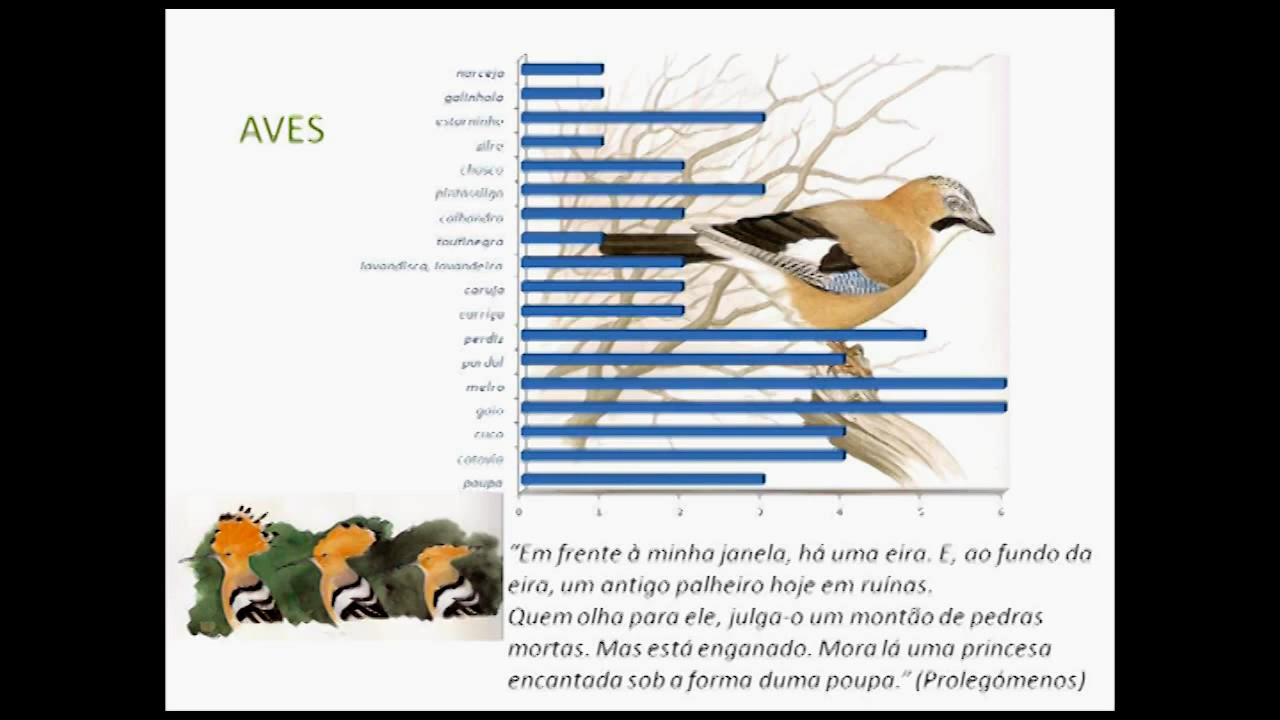 AVES
narceja
galinhola
estorninho
chasco
pintassilgo
calhandra
toutinegra
lavandisca, lavandeira
coruja
carriça
perdiz
pardal
melro
gaio
cuco
cotovia
poupa
0 1 2 3 4 5 6
“Em frente à minha janela, há uma eira. E, ao fundo da
eira, um antigo palheiro hoje em ruínas.
Quem olha para ele, julga-o um montão de pedras
mortas. Mas está enganado. Mora lá uma princesa
encantada sob a forma duma poupa.” (Prolegómenos)